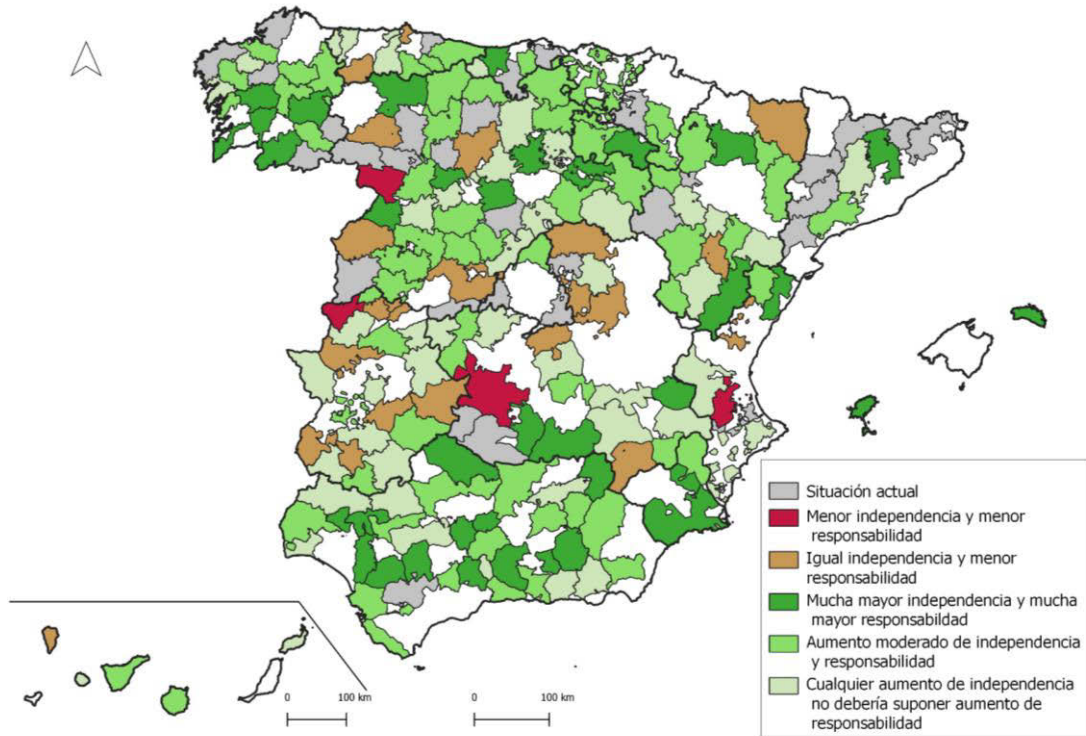 Situación actual
Menor independencia y menor
responsabilidad
Igual independencia y menor
responsabilidad
Mucha mayor independencia y mucha
mayor responsabildad
Aumento moderado de independencia
y responsabilidad
Cualquier aumento de independencia
no debería suponer aumento de
responsabilidad
0 100 km
0 100 km